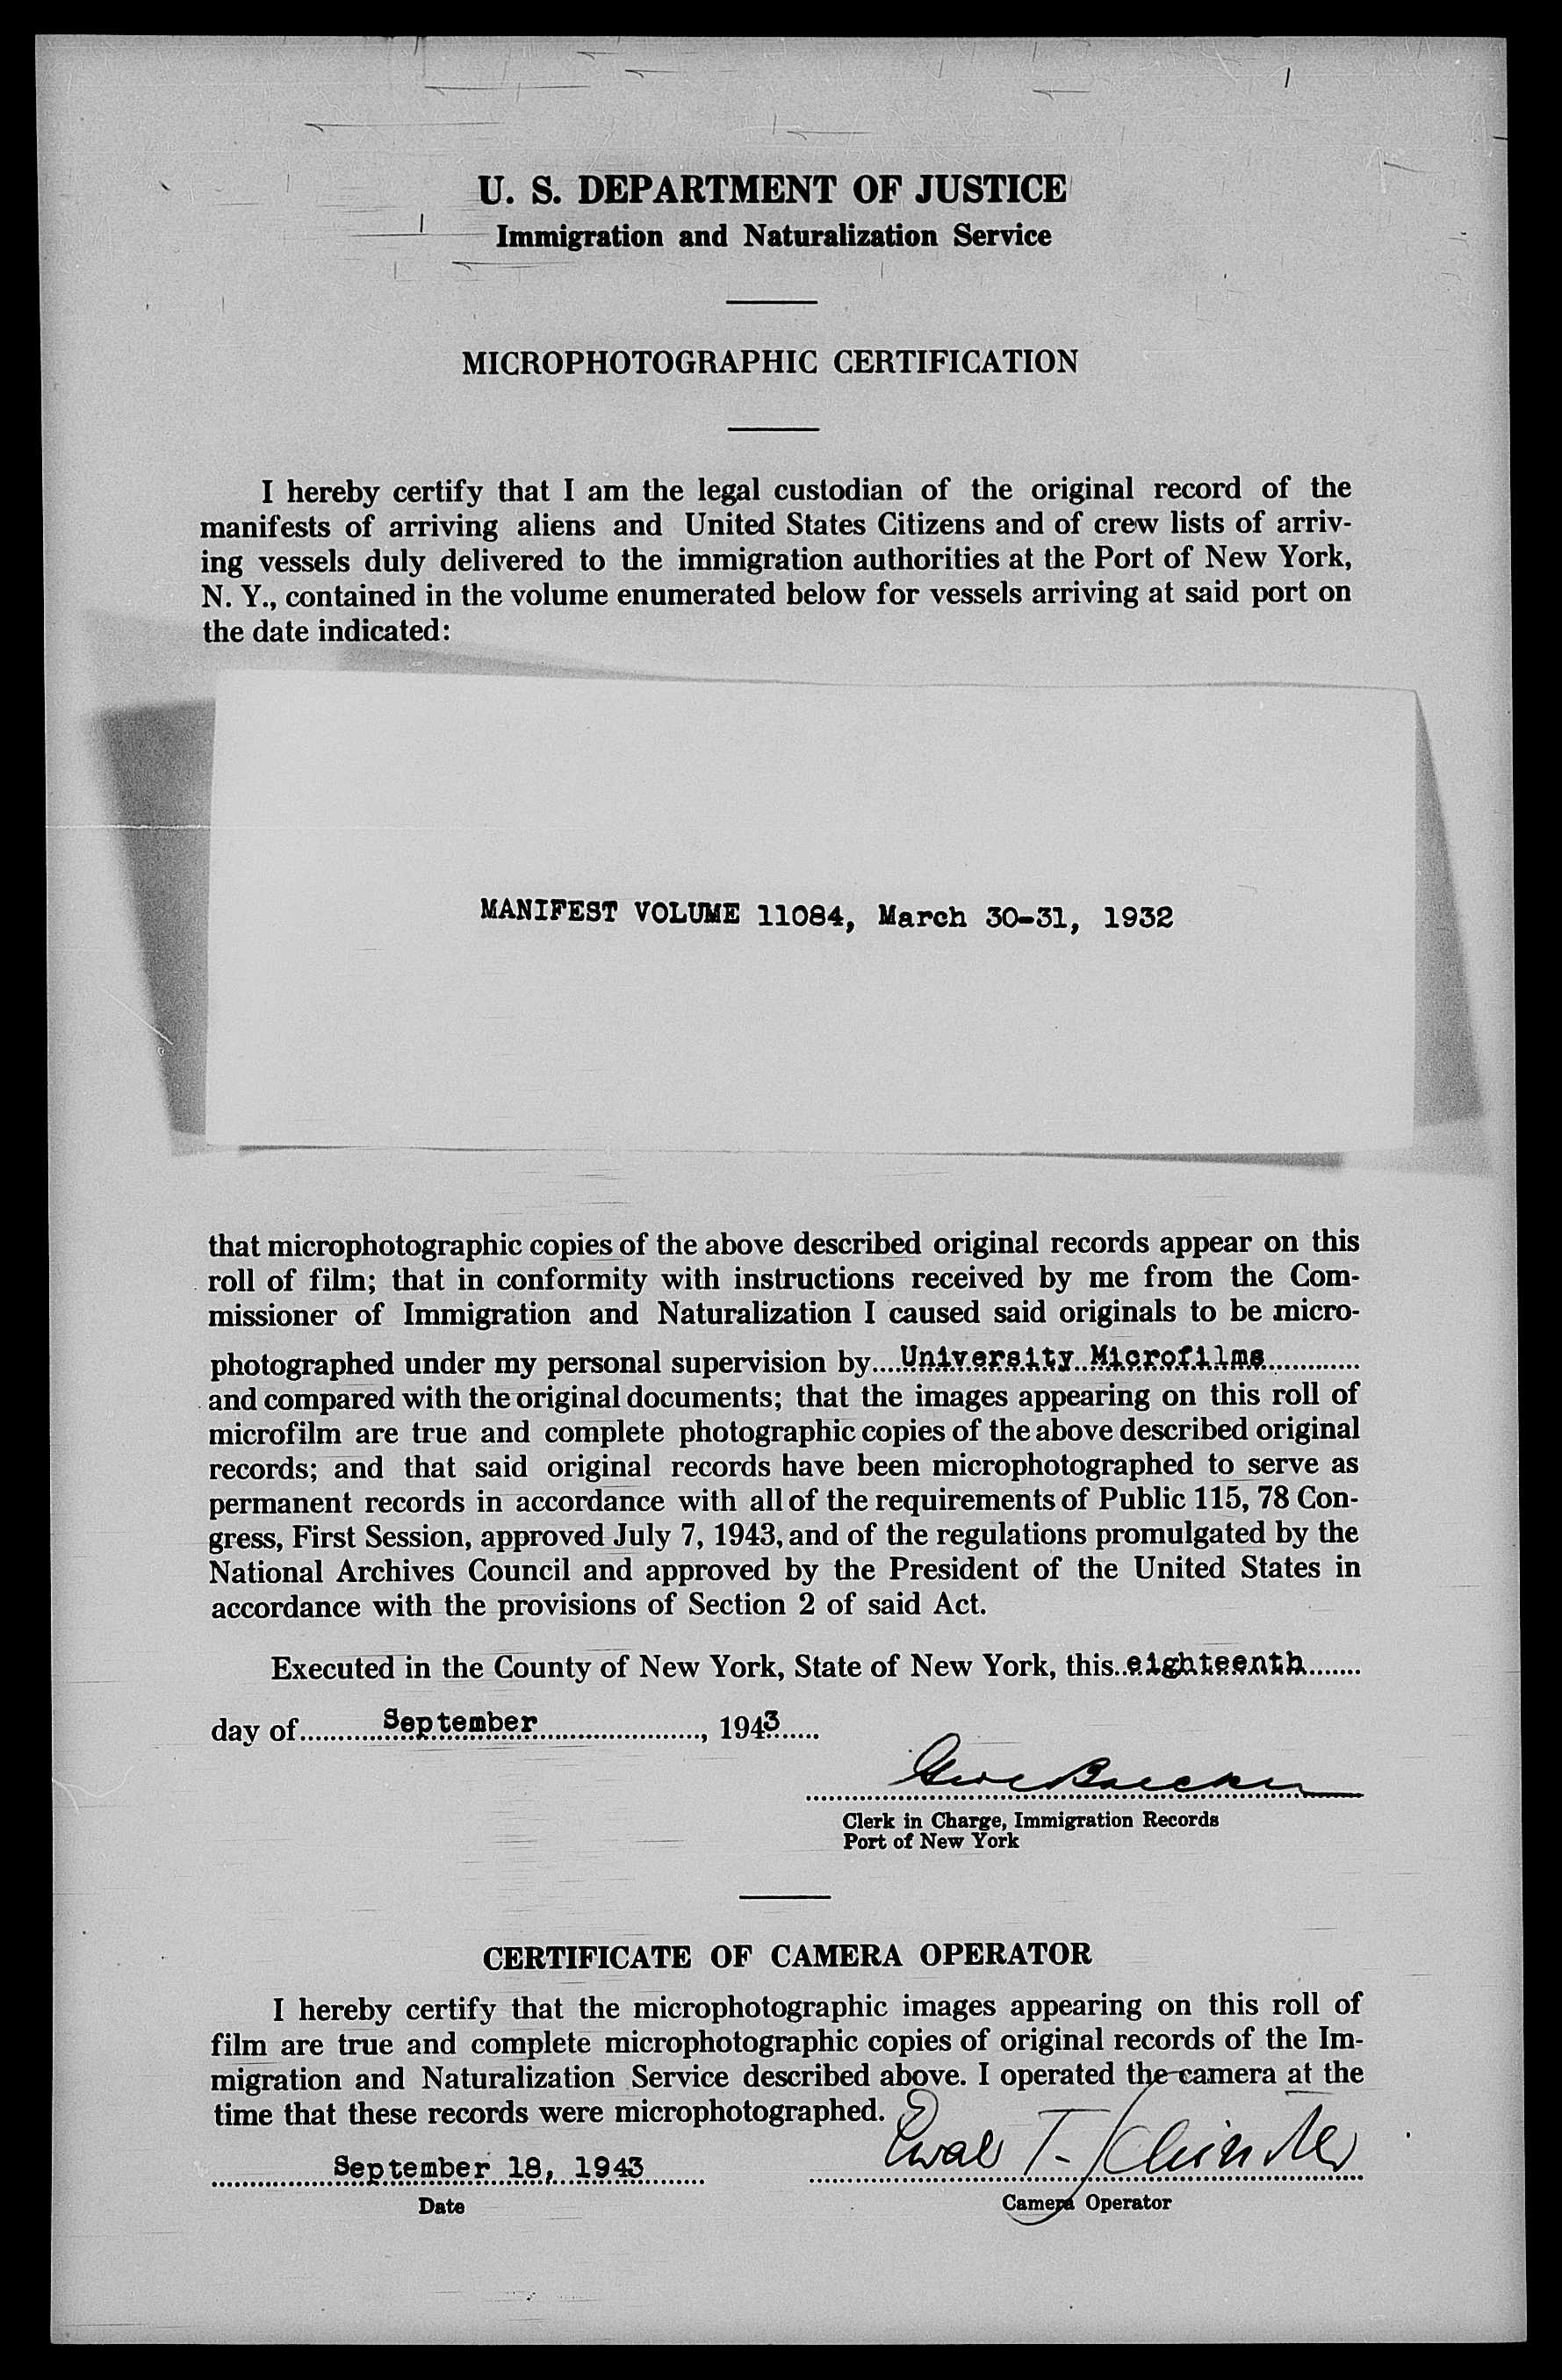 U. S. DEPARTMENT OF JUSTICE
Immigration and Naturalization Service
MICROPHOTOGRAPHIC CERTIFICATION
I hereby certify that I am the legal custodian of the original record of the
manifests of arriving aliens and United States Citizens and of crew lists of arriv-
ing vessels duly delivered to the immigration authorities at the Port of New York,
N. Y., contained in the volume enumerated below for vessels arriving at said port on
the date indicated:
MANIFEST VOLUME 11084, March 30-31, 1932
that microphotographic copies of the above described original records appear on this
roll of film; that in conformity with instructions received by me from the Com-
missioner of Immigration and Naturalization I caused said originals to be micro-
photographed under my personal supervision by....University Microfilms............
and compared with the original documents; that the images appearing on this roll of
microfilm are true and complete photographic copies of the above described original
records; and that said original records have been microphotographed to serve as
permanent records in accordance with all of the requirements of Public 115, 78 Con-
gress, First Session, approved July 7, 1943, and of the regulations promulgated by the
National Archives Council and approved by the President of the United States in
accordance with the provisions of Section 2 of said Act.
Executed in the County of New York, State of New York, this..eighteenth.......
day of...........September....................., 1943......
Clerk in Charge, Immigration Records
Port of New York
CERTIFICATE OF CAMERA OPERATOR
I hereby certify that the microphotographic images appearing on this roll of
film are true and complete microphotographic copies of original records of the Im-
migration and Naturalization Service described above. I operated the camera at the
time that these records were microphotographed.
September 18, 1943
Date
Camera Operator